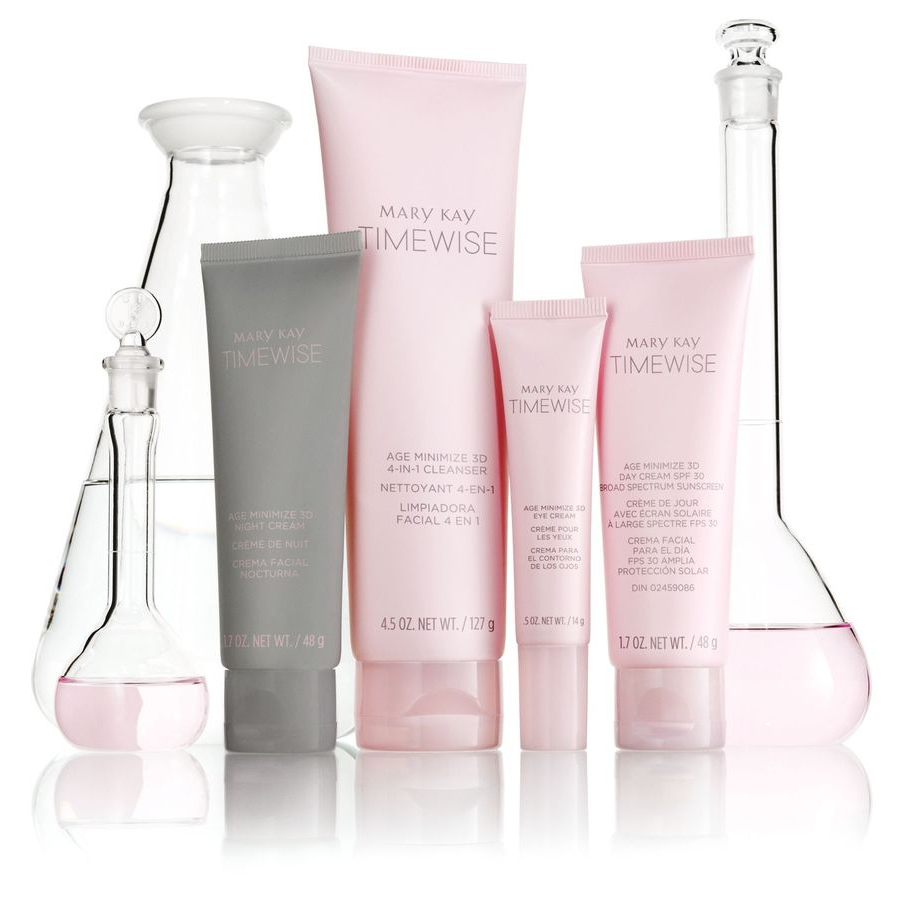 MARY KAY
TIMEWISE
AGE MINIMIZE 3D
NIGHT CREAM
CRÈME DE NUIT
CREMA FACIAL
NOCTURNA
1.7 OZ. NET WT. / 48 g
MARY KAY
TIMEWISE
AGE MINIMIZE 3D
4-IN-1 CLEANSER
NETTOYANT 4-EN-1
LIMPIADORA
FACIAL 4 EN 1
4.5 OZ. NET WT. / 127 g
MARY KAY
TIMEWISE
AGE MINIMIZE 3D
EYE CREAM
CRÈME POUR
LES YEUX
CREMA PARA
EL CONTORNO
DE LOS OJOS
.5 OZ. NET WT. / 14 g
MARY KAY
TIMEWISE
AGE MINIMIZE 3D
DAY CREAM SPF 30
BROAD SPECTRUM SUNSCREEN
CRÈME DE JOUR
AVEC ÉCRAN SOLAIRE
À LARGE SPECTRE FPS 30
CREMA FACIAL
PARA EL DÍA
FPS 30 AMPLIA
PROTECCIÓN SOLAR
DIN 02459086
1.7 OZ. NET WT. / 48 g